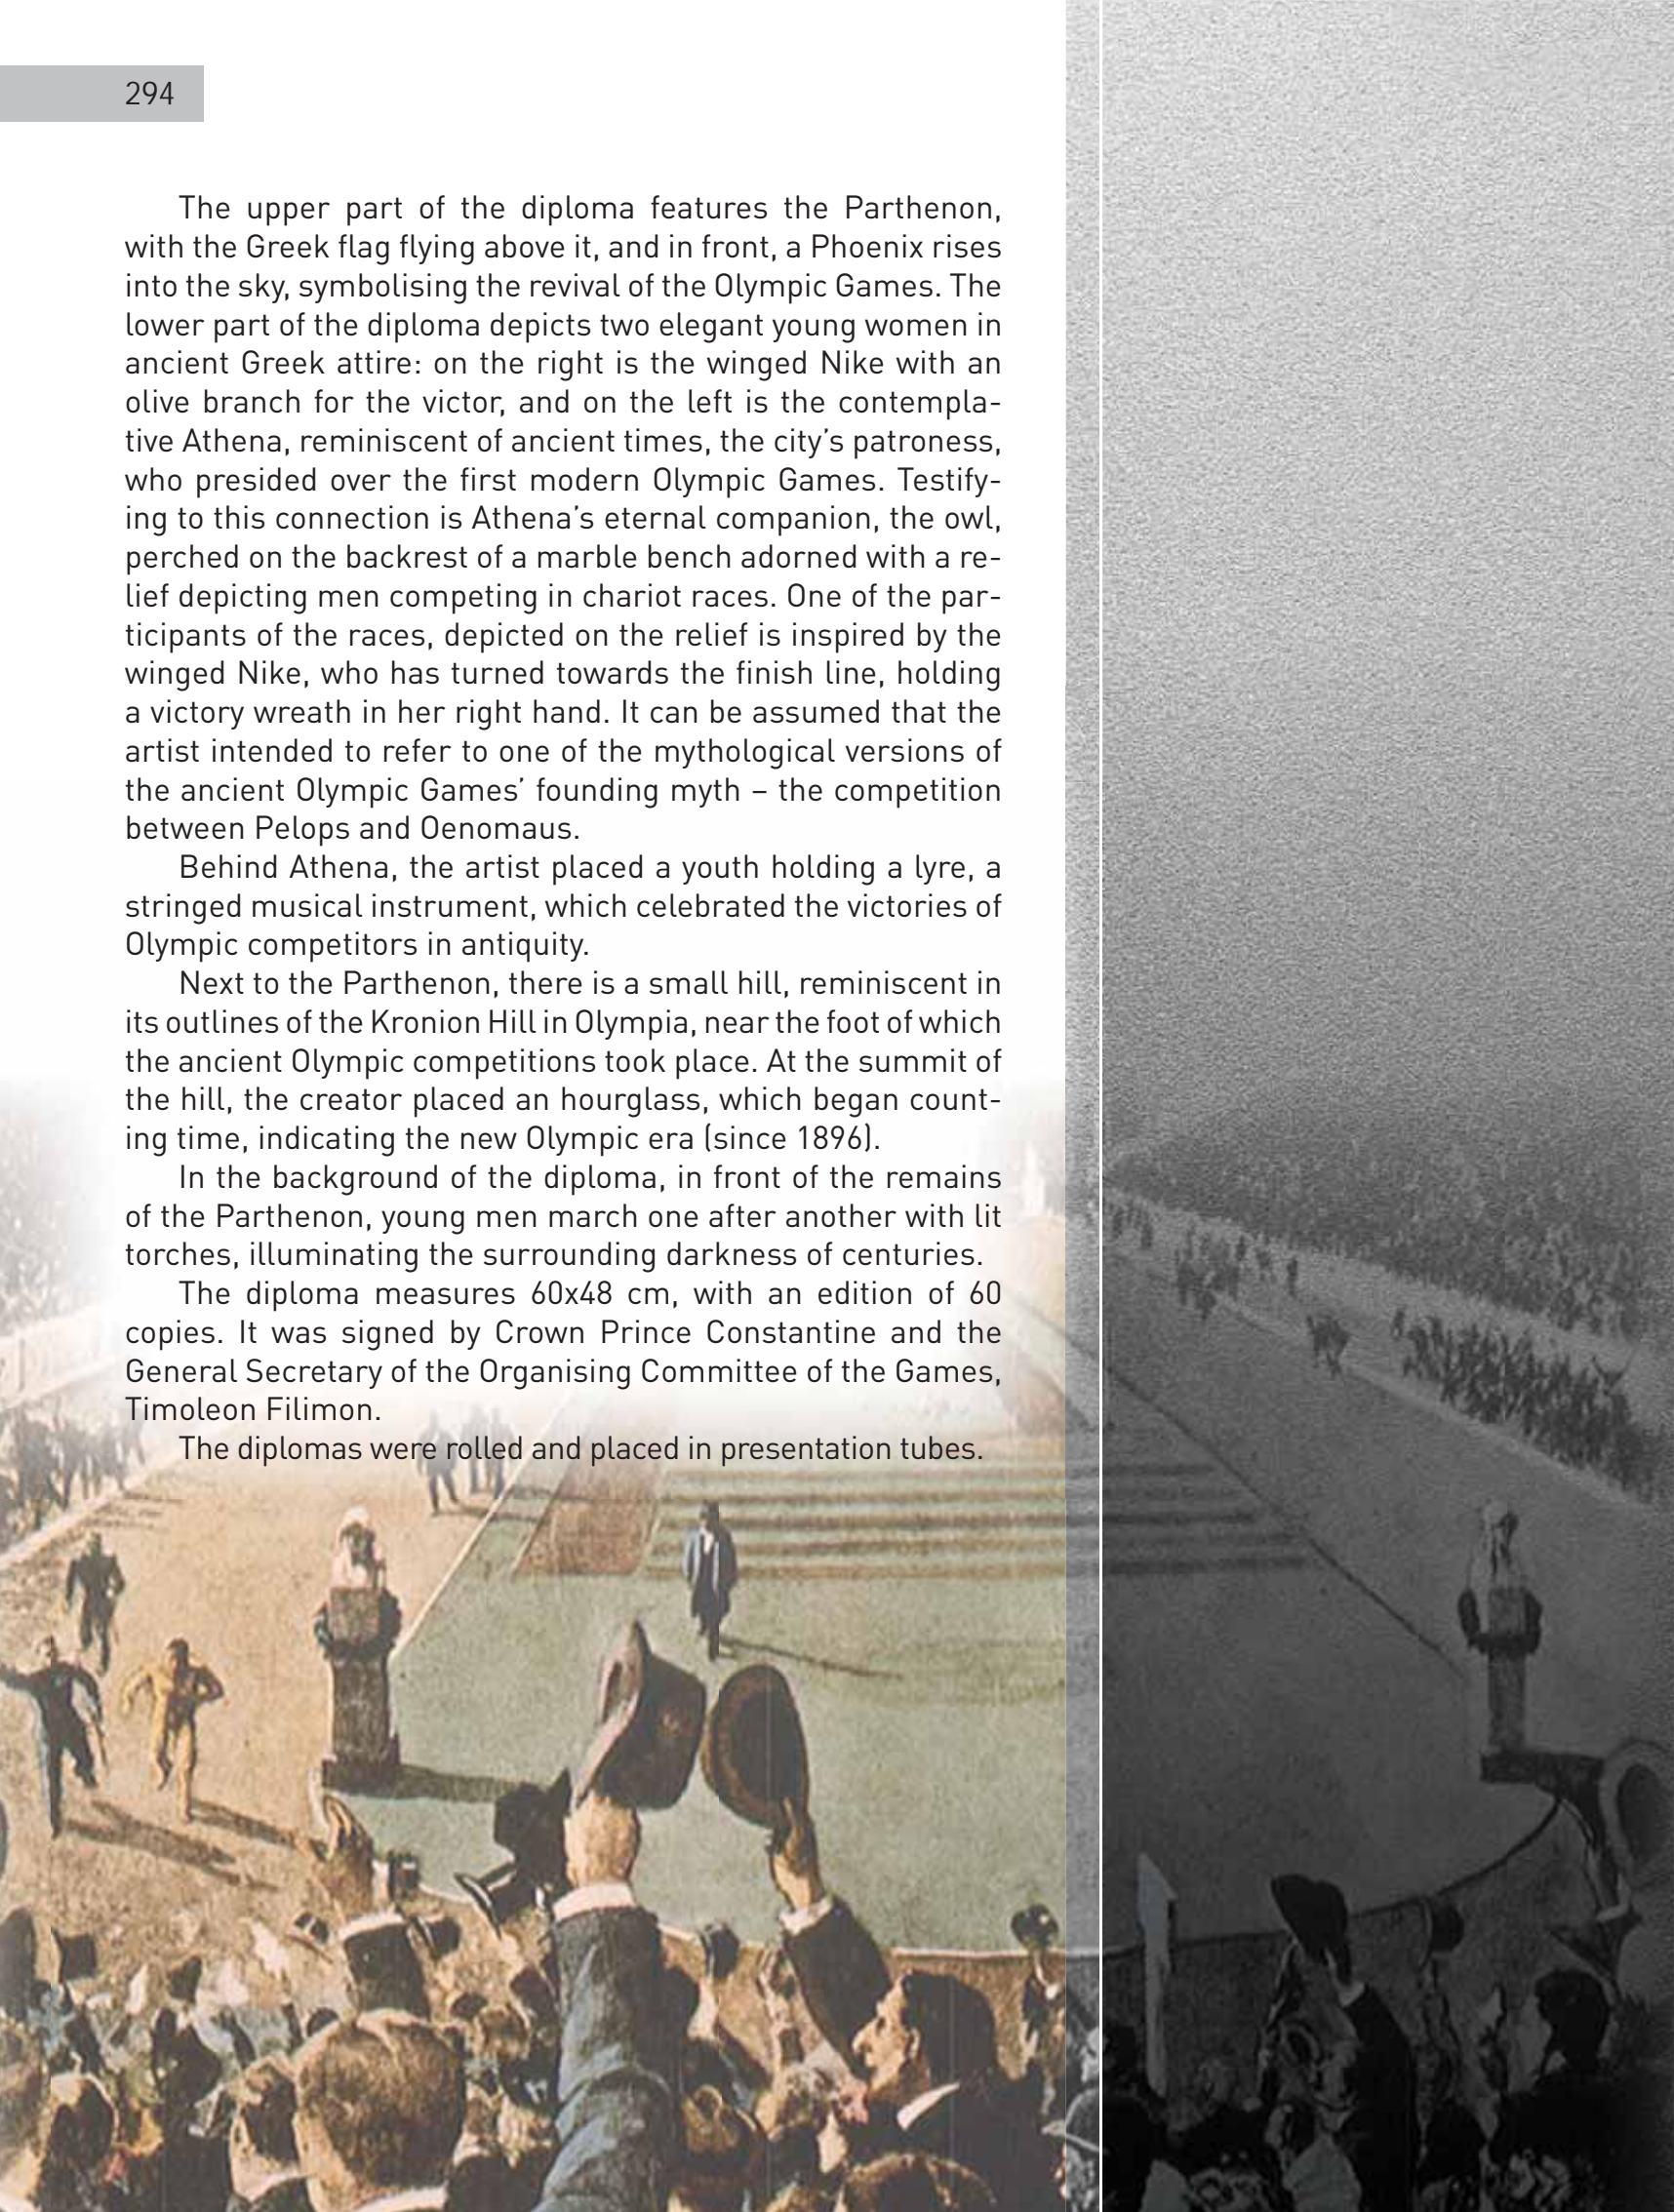 294
The upper part of the diploma features the Parthenon,
with the Greek flag flying above it, and in front, a Phoenix rises
into the sky, symbolising the revival of the Olympic Games. The
lower part of the diploma depicts two elegant young women in
ancient Greek attire: on the right is the winged Nike with an
olive branch for the victor, and on the left is the contempla-
tive Athena, reminiscent of ancient times, the city’s patroness,
who presided over the first modern Olympic Games. Testify-
ing to this connection is Athena’s eternal companion, the owl,
perched on the backrest of a marble bench adorned with a re-
lief depicting men competing in chariot races. One of the par-
ticipants of the races, depicted on the relief is inspired by the
winged Nike, who has turned towards the finish line, holding
a victory wreath in her right hand. It can be assumed that the
artist intended to refer to one of the mythological versions of
the ancient Olympic Games’ founding myth – the competition
between Pelops and Oenomaus.
Behind Athena, the artist placed a youth holding a lyre, a
stringed musical instrument, which celebrated the victories of
Olympic competitors in antiquity.
Next to the Parthenon, there is a small hill, reminiscent in
its outlines of the Kronion Hill in Olympia, near the foot of which
the ancient Olympic competitions took place. At the summit of
the hill, the creator placed an hourglass, which began count-
ing time, indicating the new Olympic era (since 1896).
In the background of the diploma, in front of the remains
of the Parthenon, young men march one after another with lit
torches, illuminating the surrounding darkness of centuries.
The diploma measures 60x48 cm, with an edition of 60
copies. It was signed by Crown Prince Constantine and the
General Secretary of the Organising Committee of the Games,
Timoleon Filimon.
The diplomas were rolled and placed in presentation tubes.